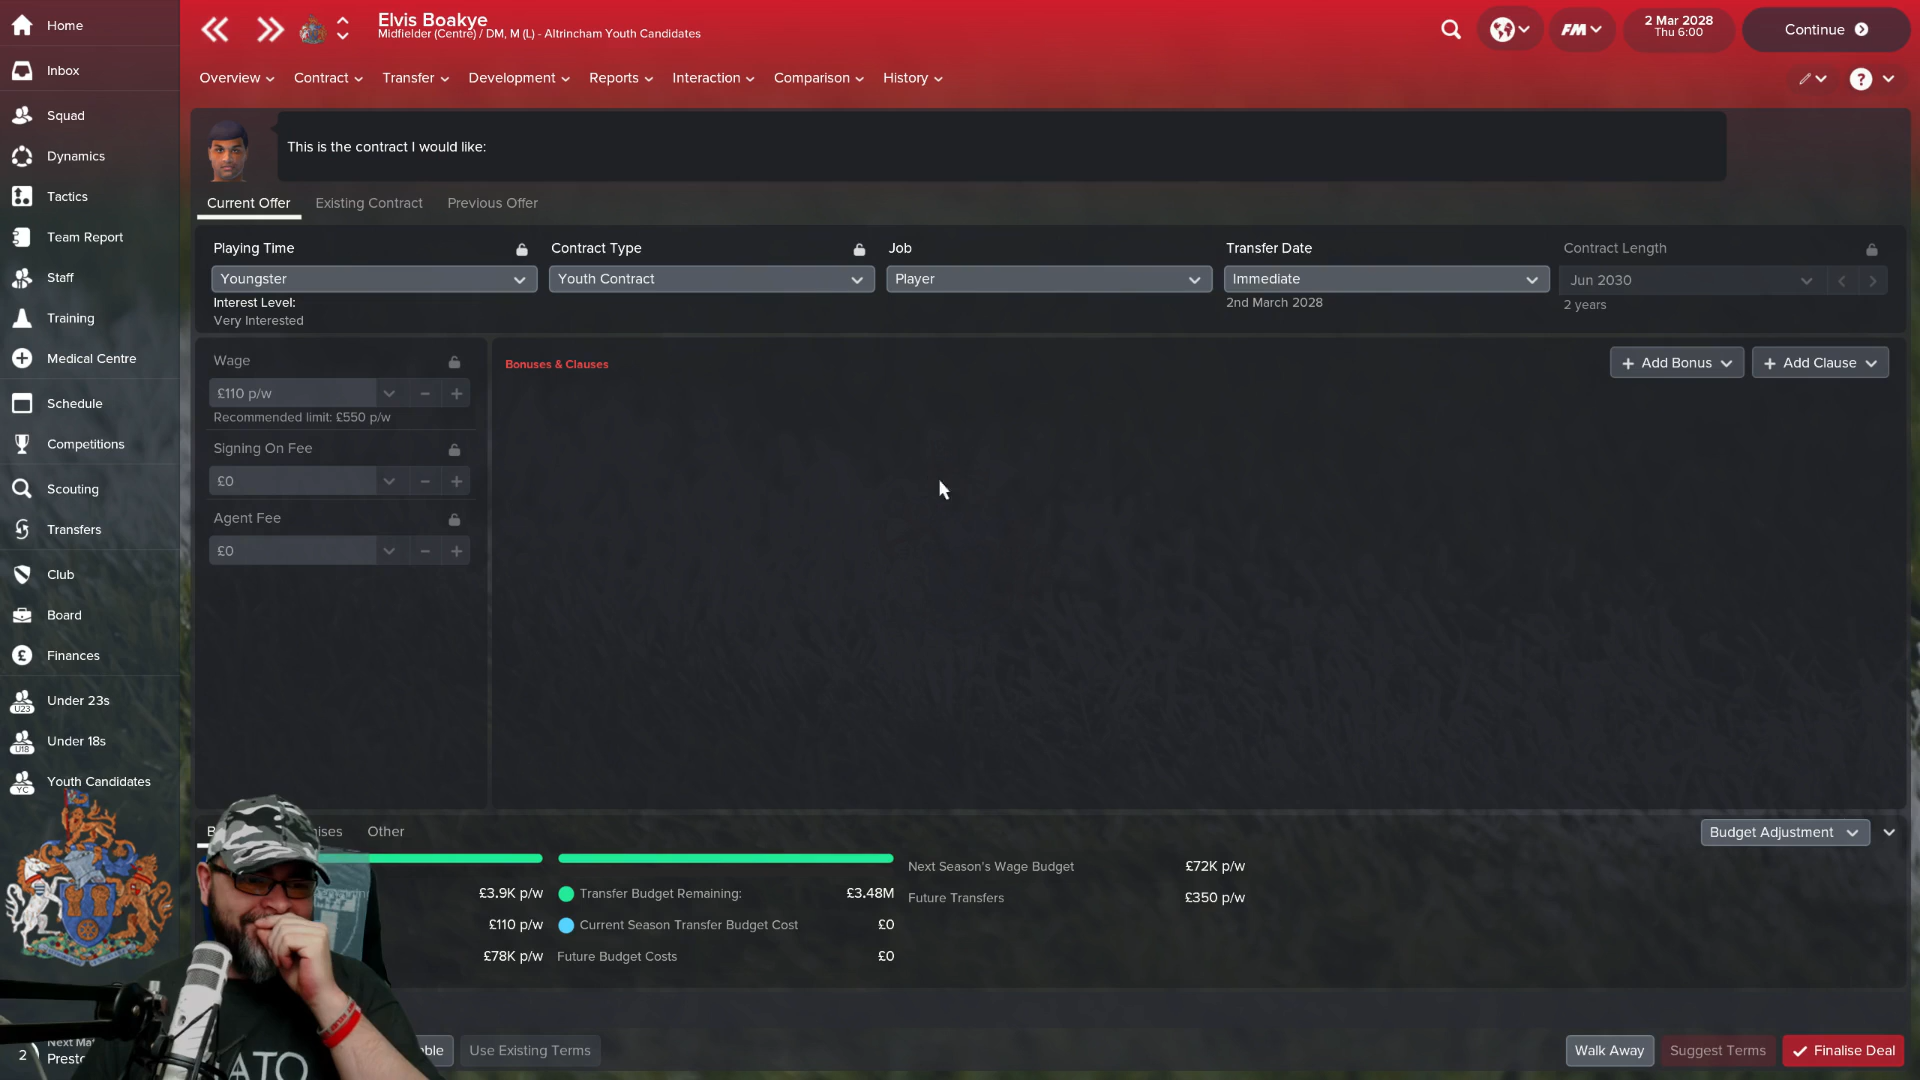 Home
Inbox
Squad
Dynamics
Tactics
Team Report
Staff
Training
Medical Centre
Schedule
Competitions
Scouting
Transfers
Club
Board
Finances
U23 Under 23s
U18 Under 18s
YC Youth Candidates
2 Next Ma
Elvis Boakye
Midfielder (Centre) / DM, M (L) - Altrincham Youth Candidates
FM
2 Mar 2028
Thu 6:00
Continue
Overview Contract Transfer Development Reports Interaction Comparison History
?
This is the contract I would like:
Current Offer Existing Contract Previous Offer
Playing Time Contract Type Job Transfer Date Contract Length
Youngster Youth Contract Player Immediate Jun 2030
Interest Level: 2nd March 2028 2 years
Very Interested
Wage
£110 p/w
Recommended limit: £550 p/w
Signing On Fee
£0
Agent Fee
£0
Bonuses & Clauses
+ Add Bonus + Add Clause
Other
Budget Adjustment
£3.9K p/w Transfer Budget Remaining: £3.48M
£110 p/w Current Season Transfer Budget Cost £0
£78K p/w Future Budget Costs £0
Next Season's Wage Budget £72K p/w
Future Transfers £350 p/w
Use Existing Terms
Walk Away Suggest Terms Finalise Deal